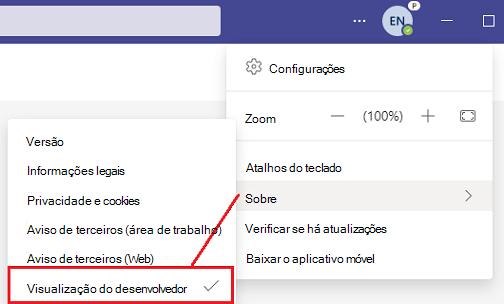 EN
P
Configurações
Zoom
(100%)
Atalhos do teclado
Sobre
Verificar se há atualizações
Baixar o aplicativo móvel
Versão
Informações legais
Privacidade e cookies
Aviso de terceiros (área de trabalho)
Aviso de terceiros (Web)
Visualização do desenvolvedor